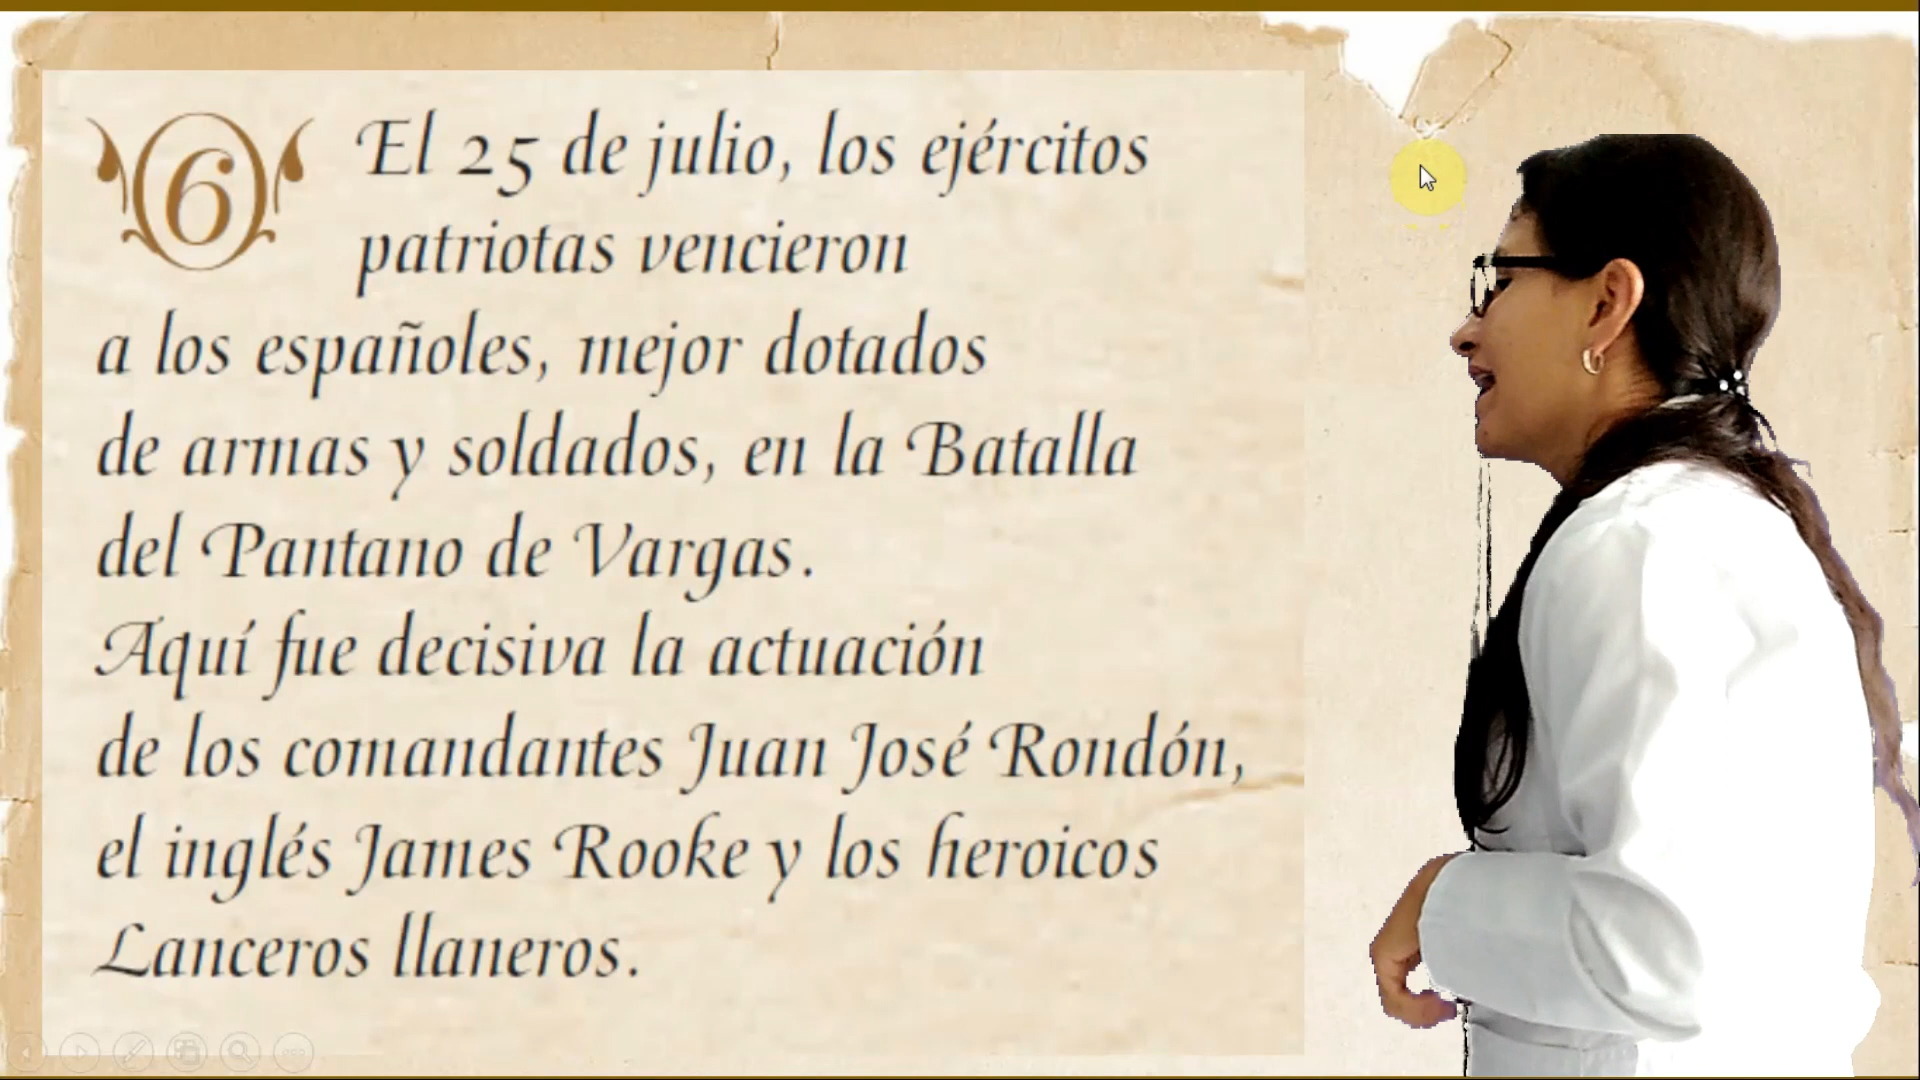 6
El 25 de julio, los ejércitos
patriotas vencieron
a los españoles, mejor dotados
de armas y soldados, en la Batalla
del Pantano de Vargas.
Aquí fue decisiva la actuación
de los comandantes Juan José Rondón,
el inglés James Rooke y los heroicos
Lanceros llaneros.